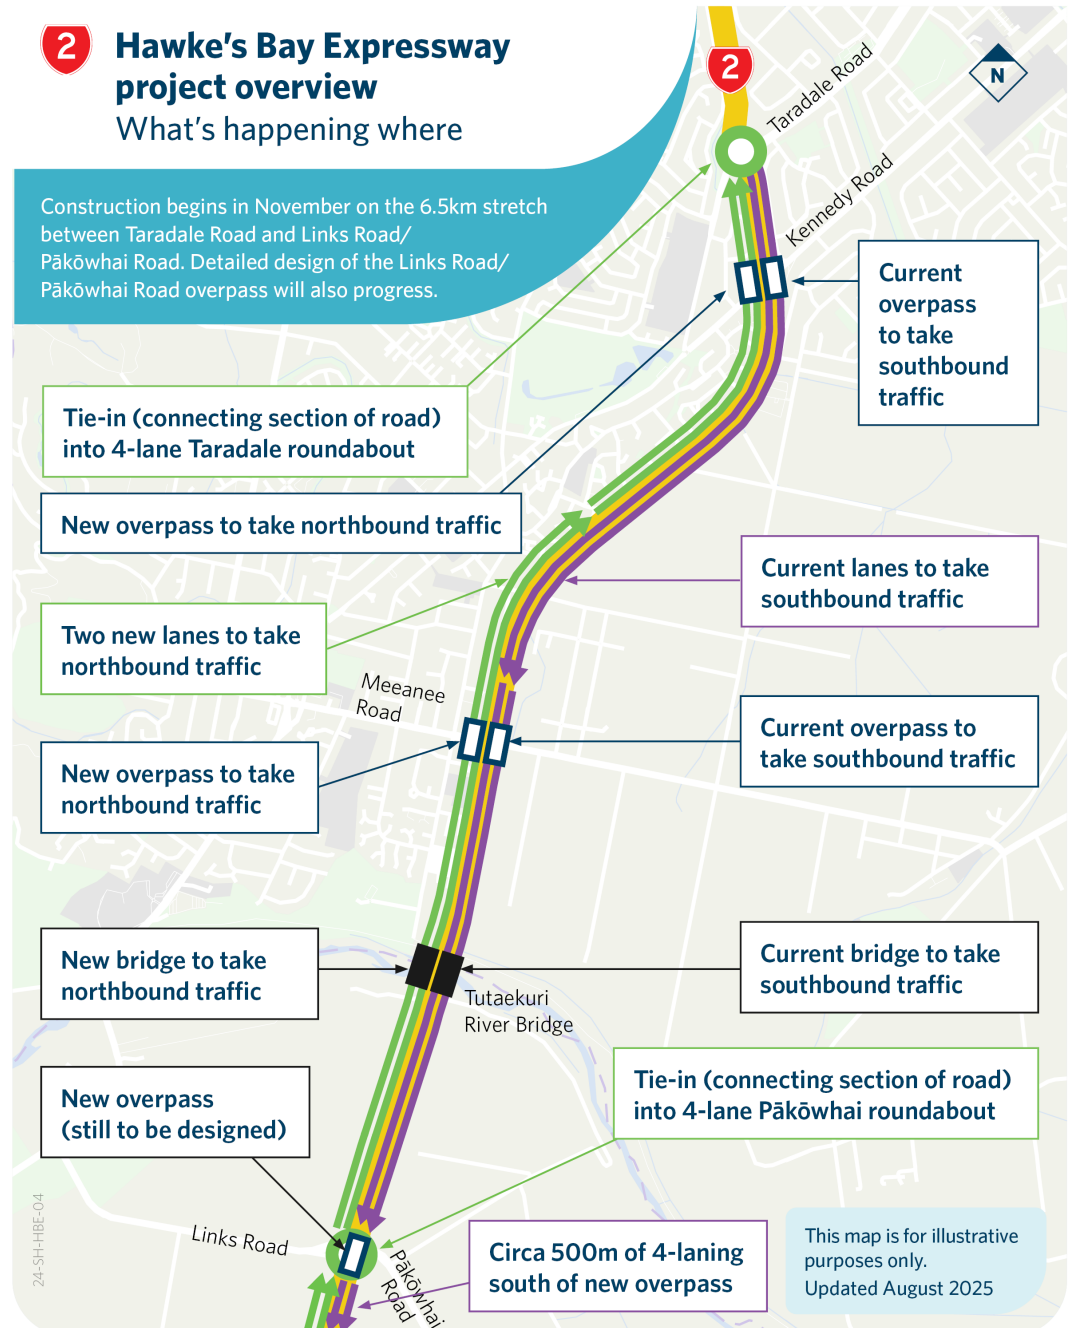 2
Hawke's Bay Expressway
project overview
What's happening where
Construction begins in November on the 6.5km stretch
between Taradale Road and Links Road/
Pākōwhai Road. Detailed design of the Links Road/
Pākōwhai Road overpass will also progress.
2
N
Taradale Road
Kennedy Road
Current
overpass
to take
southbound
traffic
Tie-in (connecting section of road)
into 4-lane Taradale roundabout
New overpass to take northbound traffic
Current lanes to take
southbound traffic
Two new lanes to take
northbound traffic
Meeanee
Road
Current overpass to
take southbound traffic
New overpass to take
northbound traffic
New bridge to take
northbound traffic
Current bridge to take
southbound traffic
Tutaekuri
River Bridge
Tie-in (connecting section of road)
into 4-lane Pākōwhai roundabout
New overpass
(still to be designed)
Links Road
Pākōwhai
Road
Circa 500m of 4-laning
south of new overpass
This map is for illustrative
purposes only.
Updated August 2025
24-SH-HBE-04